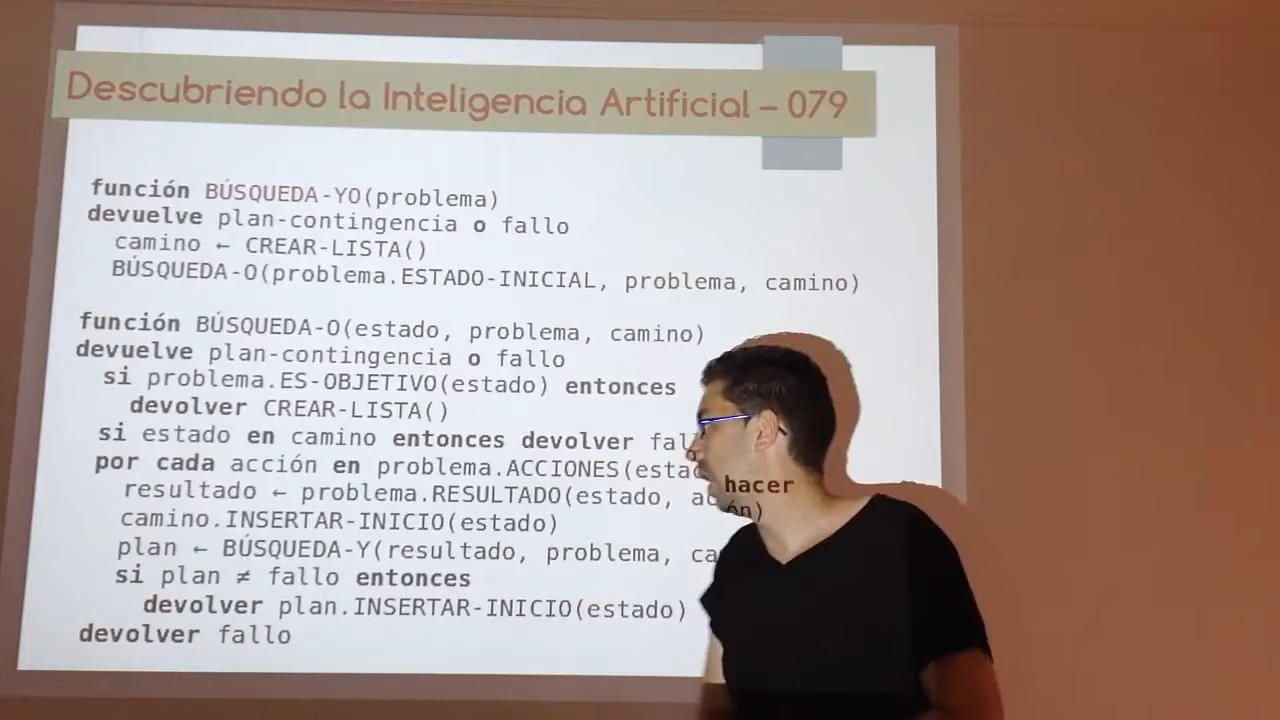 Descubriendo la Inteligencia Artificial – 079
función BÚSQUEDA-YO(problema)
devuelve plan-contingencia o fallo
camino ← CREAR-LISTA()
BÚSQUEDA-O(problema.ESTADO-INICIAL, problema, camino)
función BÚSQUEDA-O(estado, problema, camino)
devuelve plan-contingencia o fallo
si problema.ES-OBJETIVO(estado) entonces
devolver CREAR-LISTA()
si estado en camino entonces devolver
por cada acción en problema.ACCIONES( hacer
resultado ← problema.RESULTADO(estado,
camino.INSERTAR-INICIO(estado)
plan ← BÚSQUEDA-Y(resultado, problema,
si plan ≠ fallo entonces
devolver plan.INSERTAR-INICIO(estado)
devolver fallo